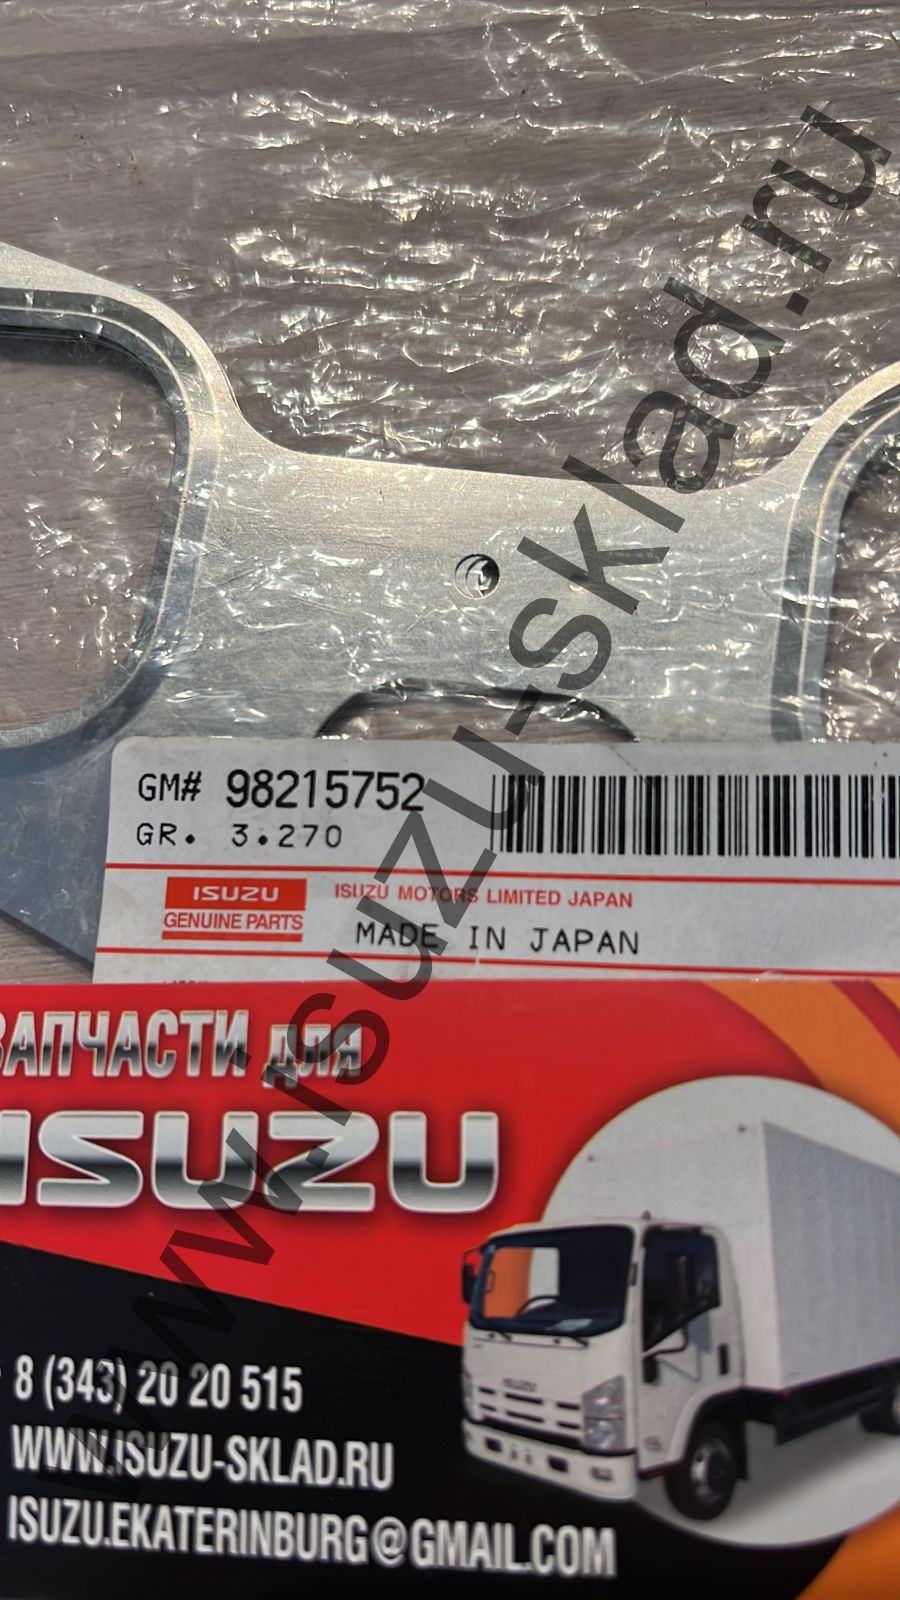 GM# 98215752
GR. 3.270
ISUZU
GENUINE PARTS
ISUZU MOTORS LIMITED JAPAN
MADE IN JAPAN
ЗАПЧАСТИ для
ISUZU
ISUZU
8 (343) 20 20 515
WWW.ISUZU-SKLAD.RU
ISUZU.EKATERINBURG@GMAIL.COM
www.isuzu-sklad.ru